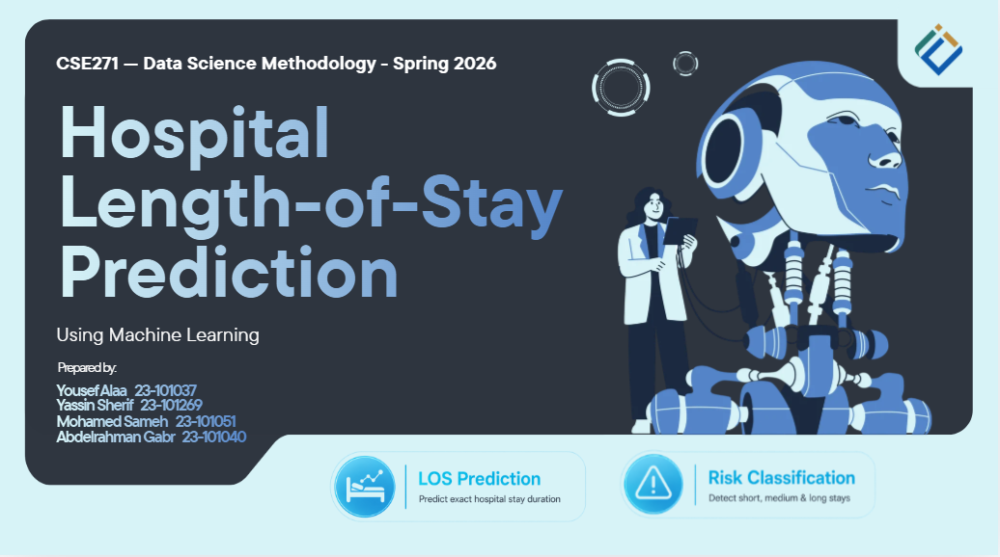 CSE271 — Data Science Methodology - Spring 2026
Hospital
Length-of-Stay
Prediction
Using Machine Learning
Prepared by:
Yousef Alaa 23-101037
Yassin Sherif 23-101269
Mohamed Sameh 23-101051
Abdelrahman Gabr 23-101040
LOS Prediction
Predict exact hospital stay duration
Risk Classification
Detect short, medium & long stays